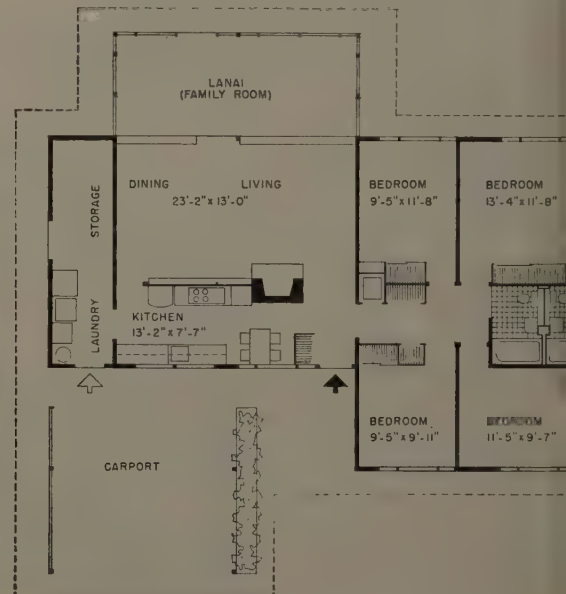 LANAI
(FAMILY ROOM)
DINING
LIVING
23'-2" x 13'-0"
BEDROOM
9'-5" x 11'-8"
BEDROOM
13'-4" x 11'-8"
STORAGE
LAUNDRY
KITCHEN
13'-2" x 7'-7"
BEDROOM
9'-5" x 9'-11"
BEDROOM
11'-5" x 9'-7"
CARPORT